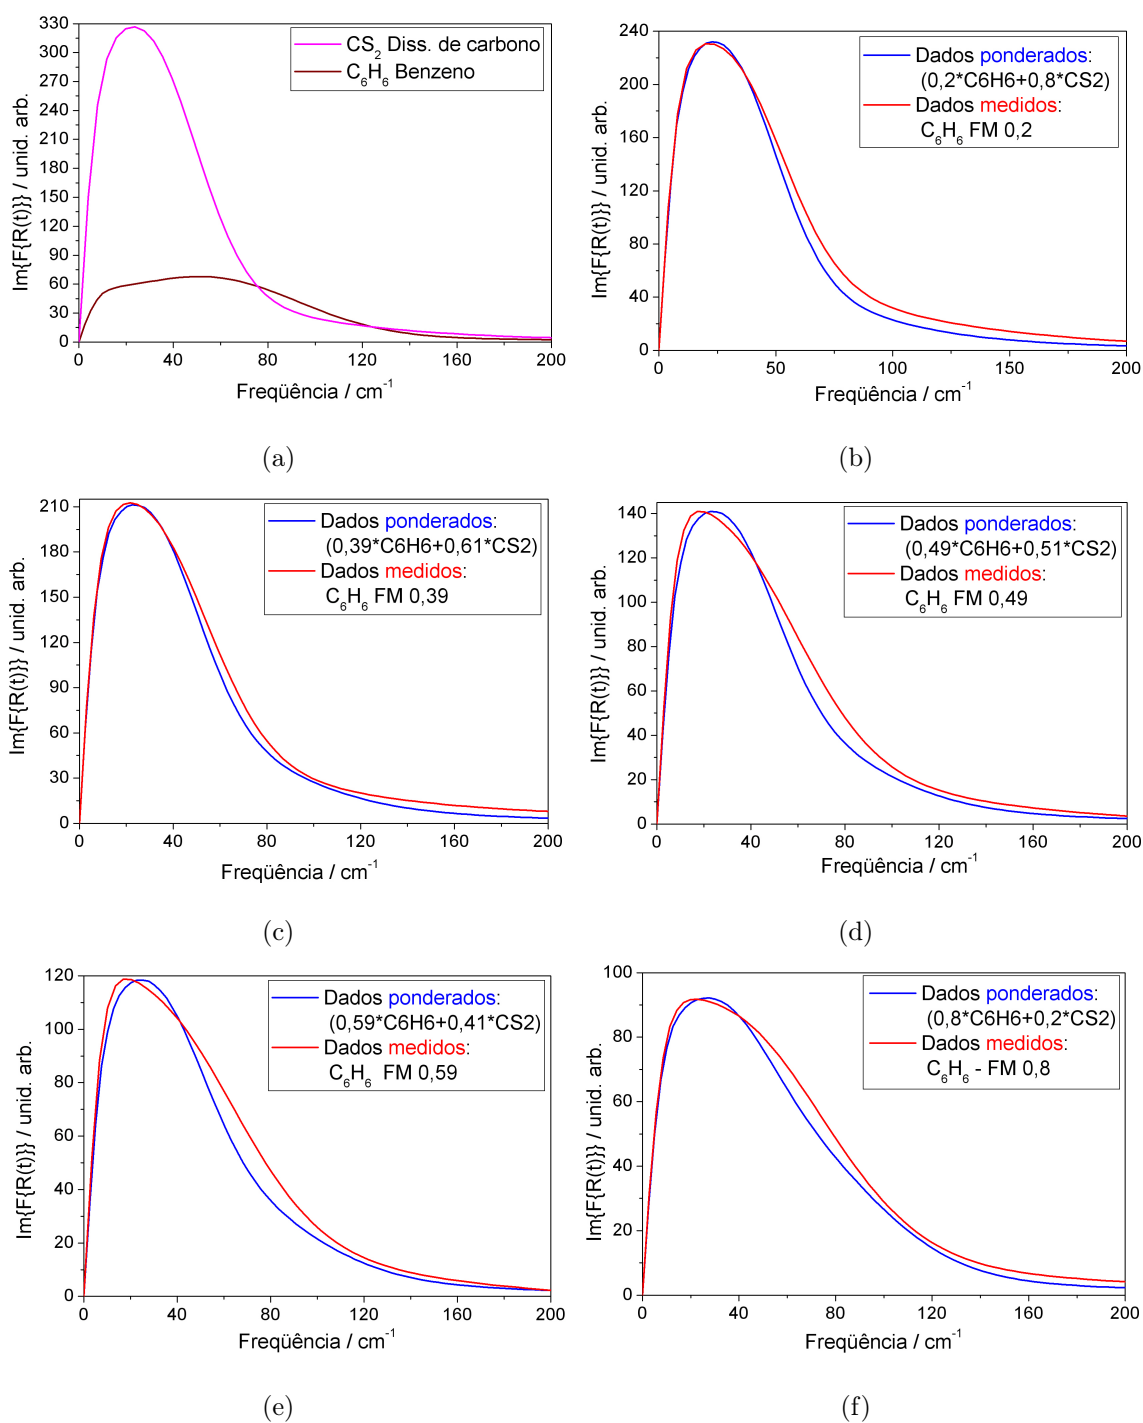 330
300
270
240
210
180
150
120
90
60
30
0
Im{F{R(t)}} / unid. arb.
CS2 Diss. de carbono
C6H6 Benzeno
0 40 80 120 160 200
Freqüência / cm-1
(a)
240
200
160
120
80
40
0
Im{F{R(t)}} / unid. arb.
Dados ponderados:
(0,2*C6H6+0,8*CS2)
Dados medidos:
C6H6 FM 0,2
0 50 100 150 200
Freqüência / cm-1
(b)
210
180
150
120
90
60
30
0
Im{F{R(t)}} / unid. arb.
Dados ponderados:
(0,39*C6H6+0,61*CS2)
Dados medidos:
C6H6 FM 0,39
0 40 80 120 160 200
Freqüência / cm-1
(c)
140
120
100
80
60
40
20
0
Im{F{R(t)}} / unid. arb.
Dados ponderados:
(0,49*C6H6+0,51*CS2)
Dados medidos:
C6H6 FM 0,49
0 40 80 120 160 200
Freqüência / cm-1
(d)
120
100
80
60
40
20
0
Im{F{R(t)}} / unid. arb.
Dados ponderados:
(0,59*C6H6+0,41*CS2)
Dados medidos:
C6H6 FM 0,59
0 40 80 120 160 200
Freqüência / cm-1
(e)
100
80
60
40
20
0
Im{F{R(t)}} / unid. arb.
Dados ponderados:
(0,8*C6H6+0,2*CS2)
Dados medidos:
C6H6 - FM 0,8
0 40 80 120 160 200
Freqüência / cm-1
(f)